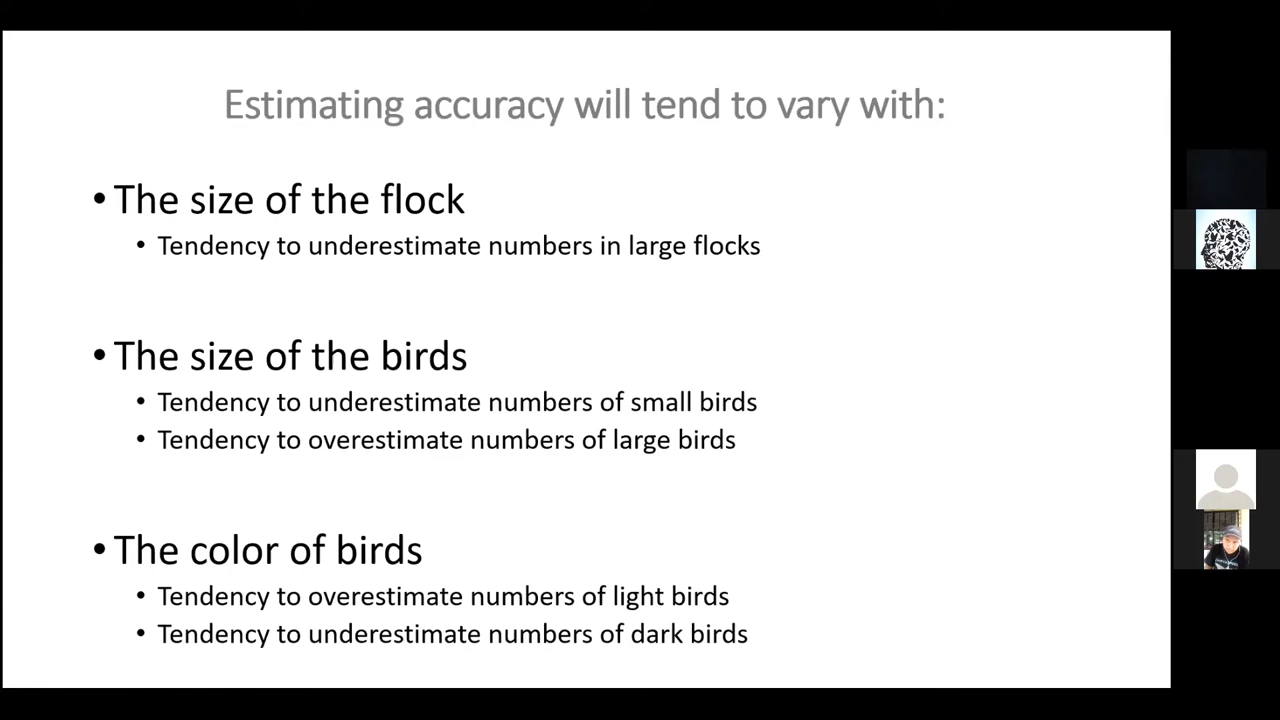 Estimating accuracy will tend to vary with:
• The size of the flock
• Tendency to underestimate numbers in large flocks
• The size of the birds
• Tendency to underestimate numbers of small birds
• Tendency to overestimate numbers of large birds
• The color of birds
• Tendency to overestimate numbers of light birds
• Tendency to underestimate numbers of dark birds